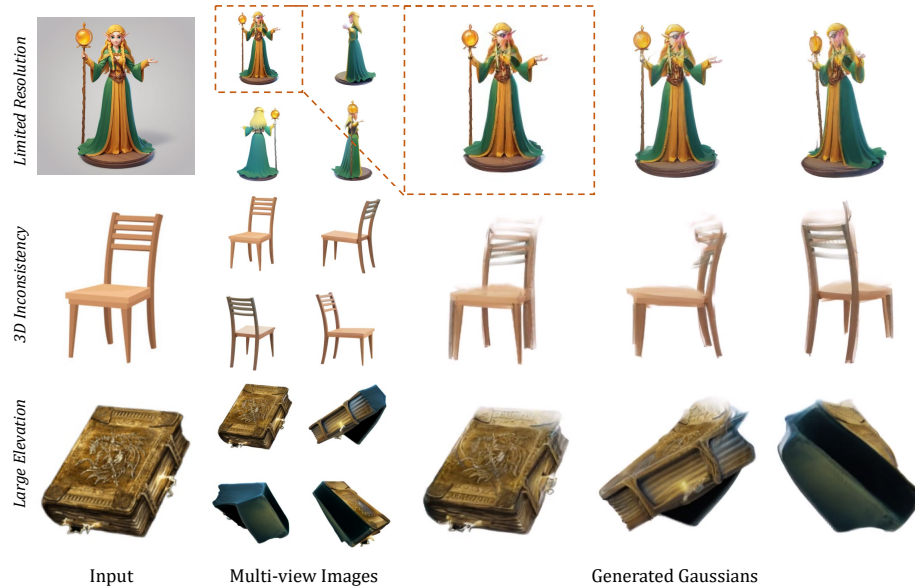 Limited Resolution
3D Inconsistency
Large Elevation
Input
Multi-view Images
Generated Gaussians